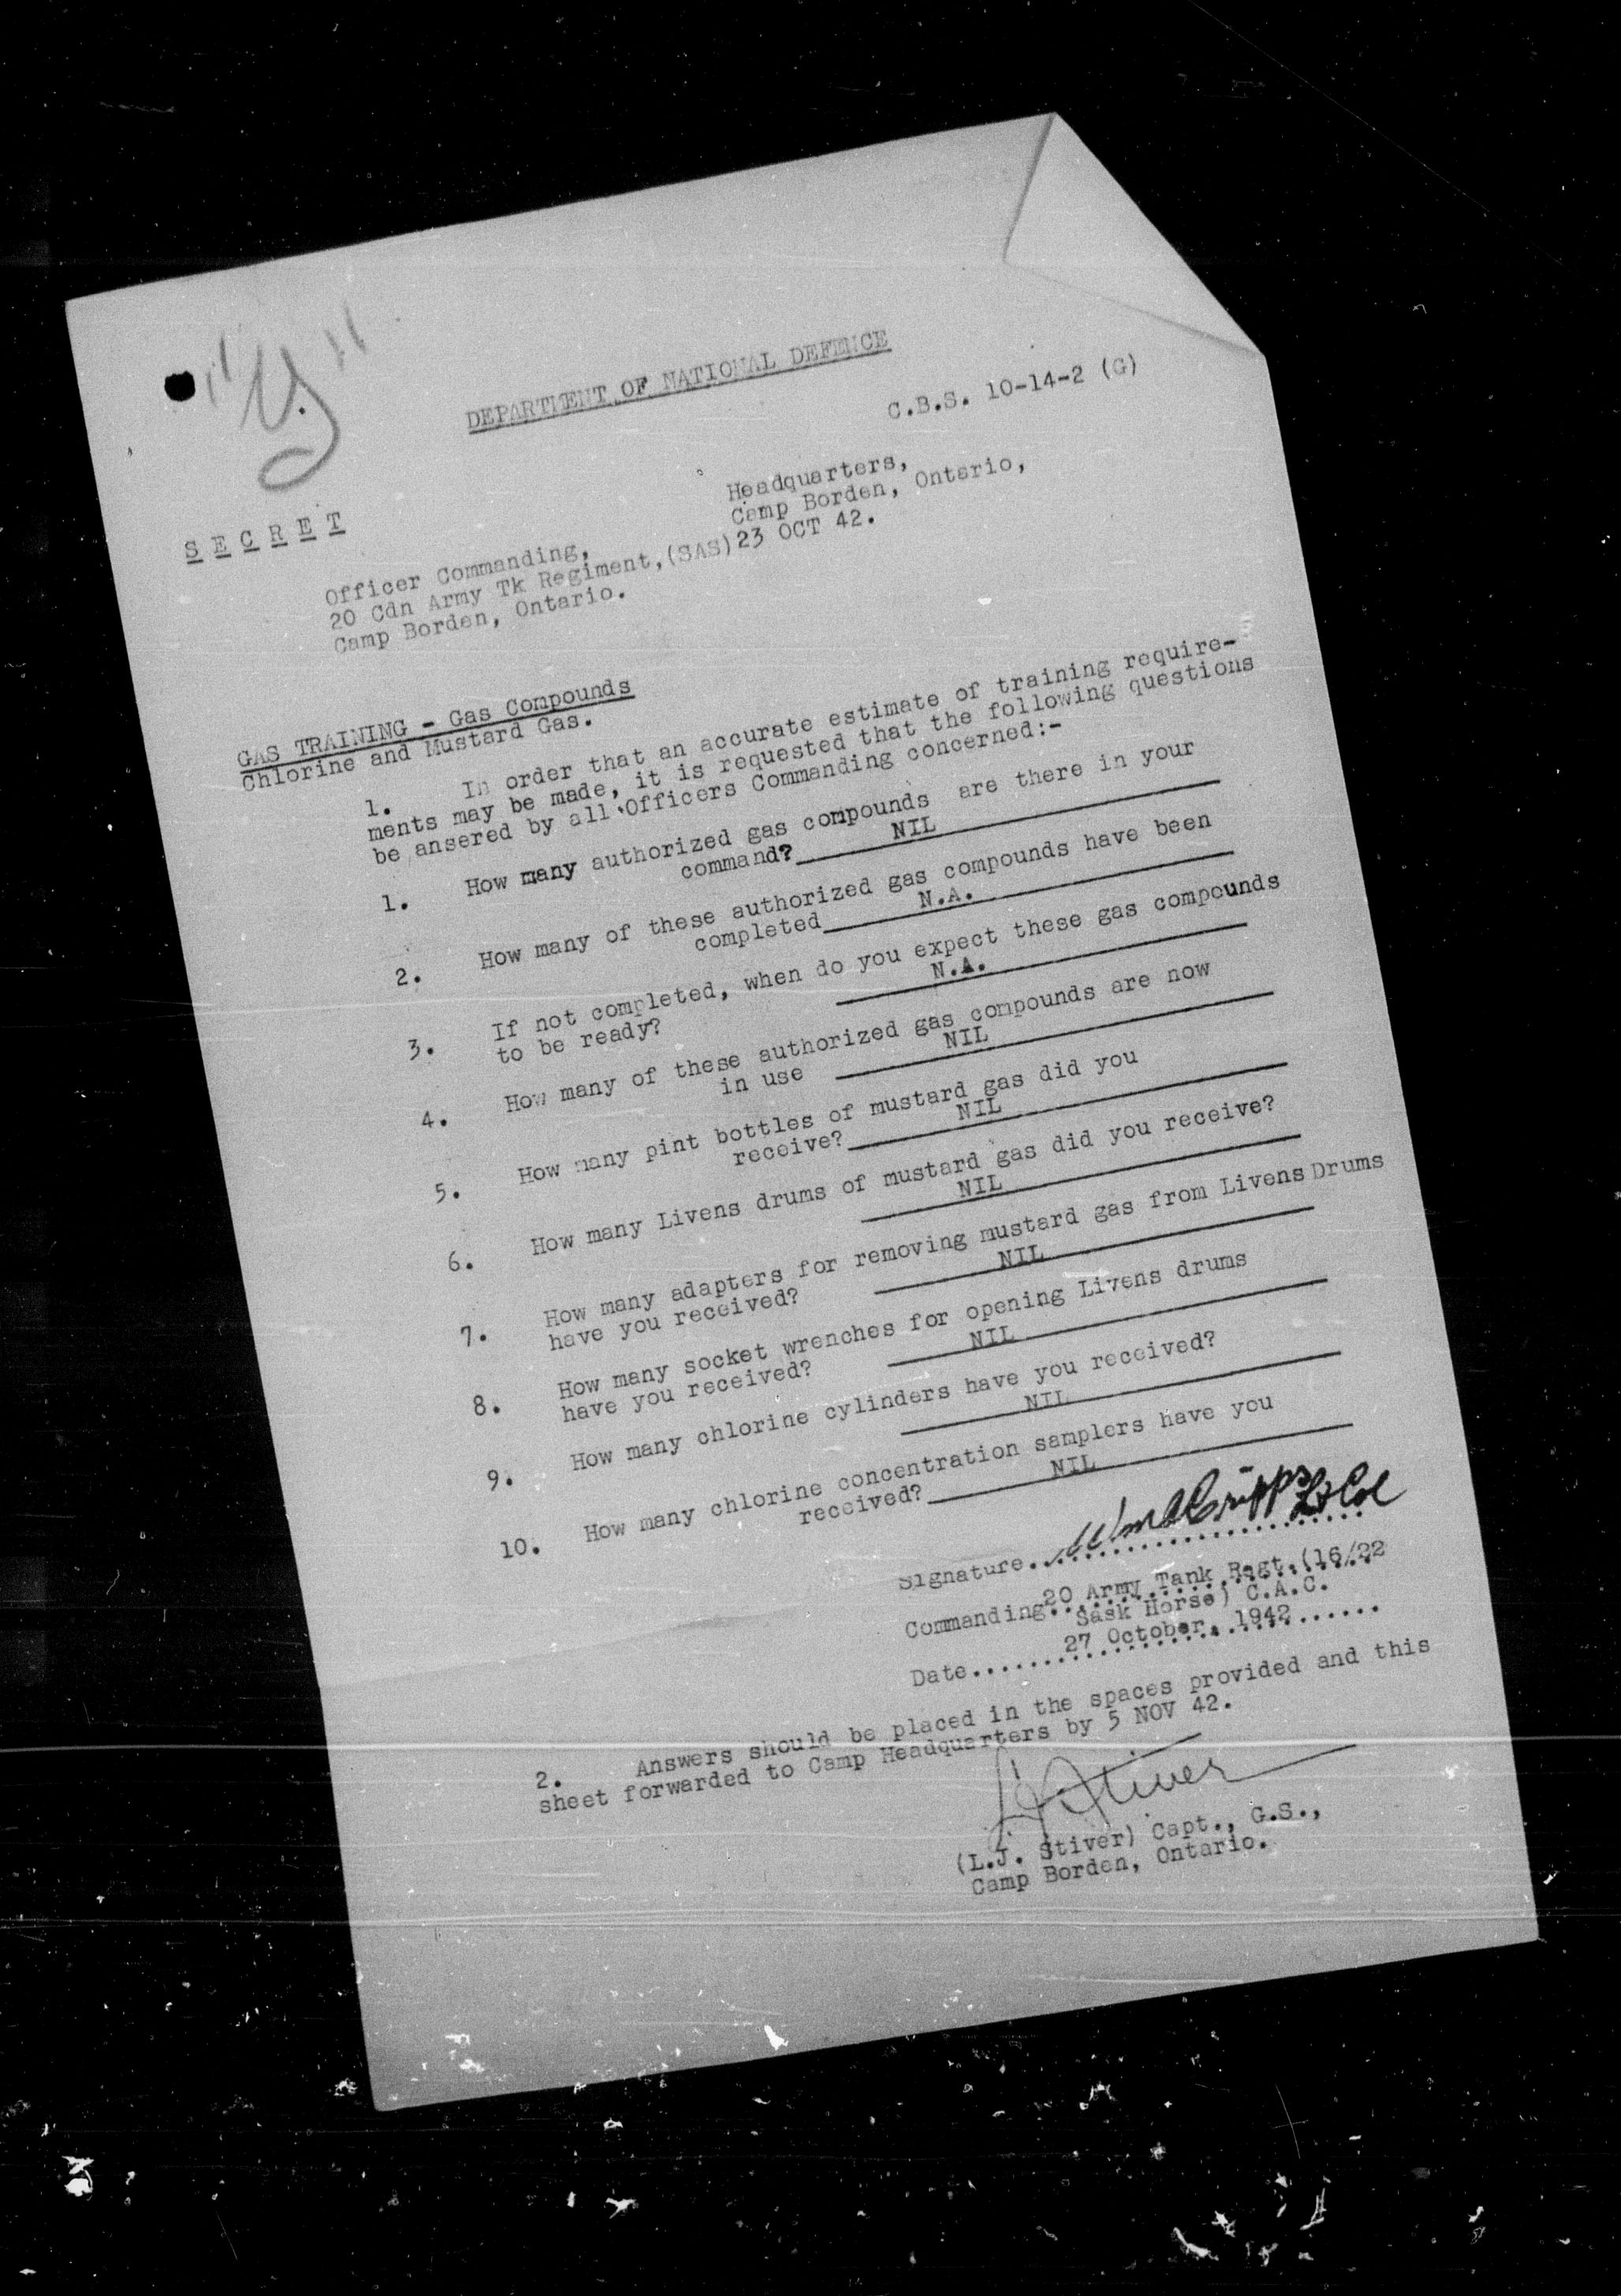 "Y"
DEPARTMENT OF NATIONAL DEFENCE
C.B.S. 10-14-2 (G)
Headquarters,
Camp Borden, Ontario,
23 OCT 42.
S E C R E T
Officer Commanding,
20 Cdn Army Tk Regiment,(SAS)
Camp Borden, Ontario.
GAS TRAINING - Gas Compounds
Chlorine and Mustard Gas.
1. In order that an accurate estimate of training require-
ments may be made, it is requested that the following questions
be ansered by all Officers Commanding concerned:-
1. How many authorized gas compounds are there in your
command? NIL
2. How many of these authorized gas compounds have been
completed N.A.
3. If not completed, when do you expect these gas compounds
to be ready? N.A.
4. How many of these authorized gas compounds are now
in use NIL
5. How many pint bottles of mustard gas did you
receive? NIL
6. How many Livens drums of mustard gas did you receive?
NIL
7. How many adapters for removing mustard gas from Livens Drums
have you received? NIL
8. How many socket wrenches for opening Livens drums
have you received? NIL
9. How many chlorine cylinders have you received?
NIL
10. How many chlorine concentration samplers have you
received? NIL
Signature........................
Lt Col
Commanding 20 Army Tank Regt.(16/22
Sask Horse) C.A.C.
Date 27 October, 1942
2. Answers should be placed in the spaces provided and this
sheet forwarded to Camp Headquarters by 5 NOV 42.
LJ Stiver
(L.J. Stiver) Capt., G.S.,
Camp Borden, Ontario.